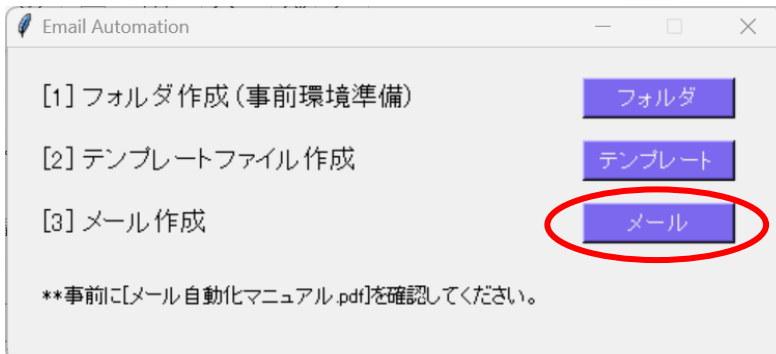 Email Automation
[1] フォルダ作成(事前環境準備)
フォルダ
[2] テンプレートファイル作成
テンプレート
[3] メール作成
メール
**事前に[メール自動化マニュアル.pdf]を確認してください。